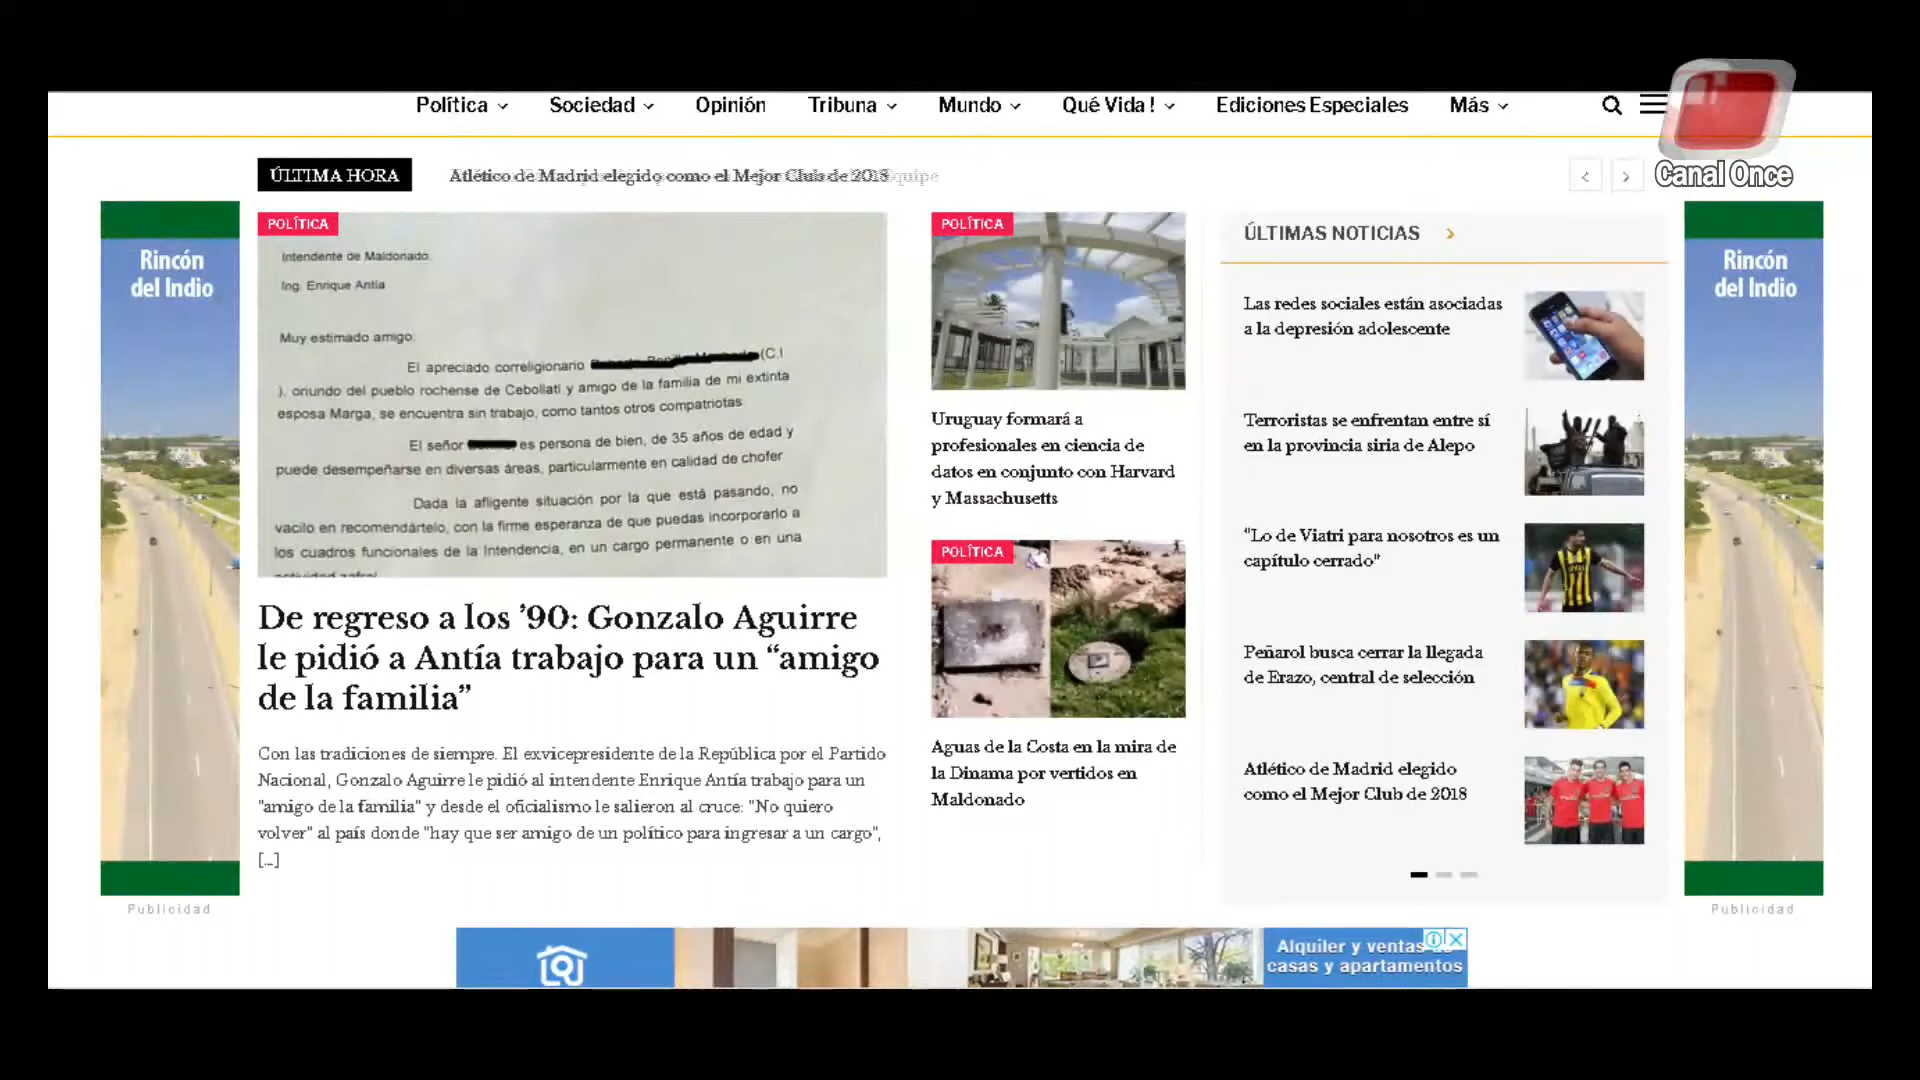 Política
Sociedad
Opinión
Tribuna
Mundo
Qué Vida !
Ediciones Especiales
Más
Canal Once
ÚLTIMA HORA
Atlético de Madrid elegido como el Mejor Club de 2018
Rincón
del Indio
Publicidad
POLÍTICA
Intendente de Maldonado.
Ing. Enrique Antía
Muy estimado amigo:
El apreciado correligionario (C.I
). oriundo del pueblo rochense de Cebollatí y amigo de la familia de mi extinta
esposa Marga, se encuentra sin trabajo, como tantos otros compatriotas
El señor es persona de bien, de 35 años de edad y
puede desempeñarse en diversas áreas, particularmente en calidad de chofer
Dada la afligente situación por la que está pasando, no
vacilo en recomendártelo, con la firme esperanza de que puedas incorporarlo a
los cuadros funcionales de la Intendencia, en un cargo permanente o en una
De regreso a los ’90: Gonzalo Aguirre
le pidió a Antía trabajo para un “amigo
de la familia”
Con las tradiciones de siempre. El exvicepresidente de la República por el Partido
Nacional, Gonzalo Aguirre le pidió al intendente Enrique Antía trabajo para un
"amigo de la familia" y desde el oficialismo le salieron al cruce: "No quiero
volver" al país donde "hay que ser amigo de un político para ingresar a un cargo",
[...]
POLÍTICA
Uruguay formará a
profesionales en ciencia de
datos en conjunto con Harvard
y Massachusetts
POLÍTICA
Aguas de la Costa en la mira de
la Dinama por vertidos en
Maldonado
ÚLTIMAS NOTICIAS
Las redes sociales están asociadas
a la depresión adolescente
Terroristas se enfrentan entre sí
en la provincia siria de Alepo
"Lo de Viatri para nosotros es un
capítulo cerrado"
Peñarol busca cerrar la llegada
de Erazo, central de selección
Atlético de Madrid elegido
como el Mejor Club de 2018
Rincón
del Indio
Publicidad
Alquiler y ventas
casas y apartamentos